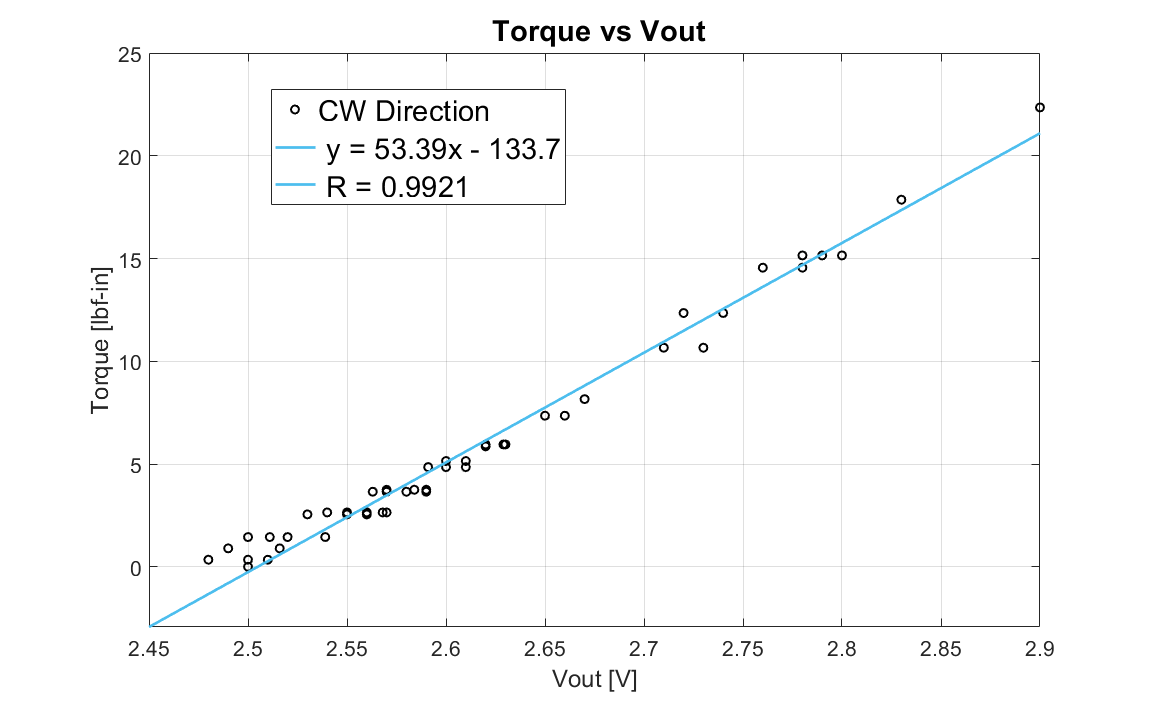 Torque vs Vout
25
20
15
10
5
0
Torque [lbf-in]
CW Direction
y = 53.39x - 133.7
R = 0.9921
2.45 2.5 2.55 2.6 2.65 2.7 2.75 2.8 2.85 2.9
Vout [V]